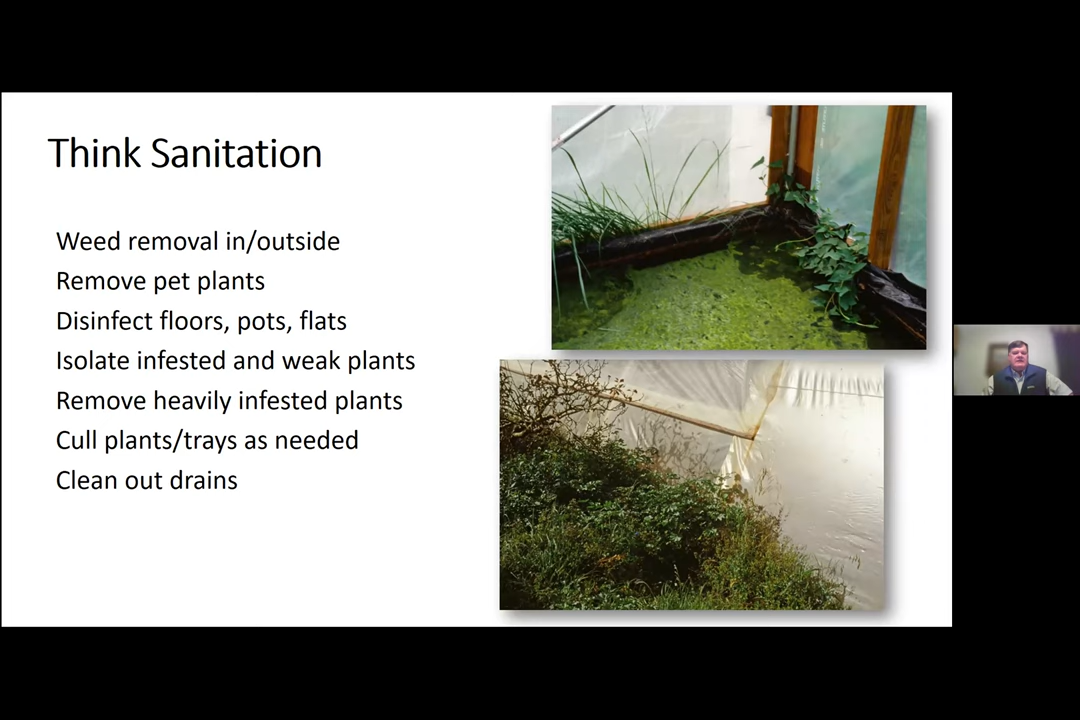 Think Sanitation
Weed removal in/outside
Remove pet plants
Disinfect floors, pots, flats
Isolate infested and weak plants
Remove heavily infested plants
Cull plants/trays as needed
Clean out drains